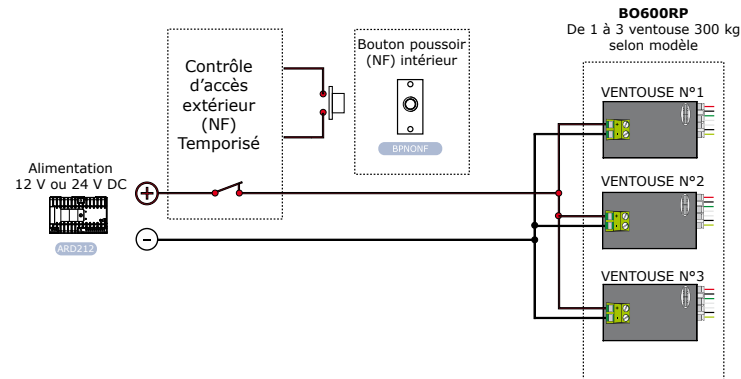 BO600RP
De 1 à 3 ventouse 300 kg
selon modèle
Contrôle
d'accès
extérieur
(NF)
Temporisé
Bouton poussoir
(NF) intérieur
BPNONF
VENTOUSE N°1
Alimentation
12 V ou 24 V DC
+
-
ARD212
VENTOUSE N°2
VENTOUSE N°3